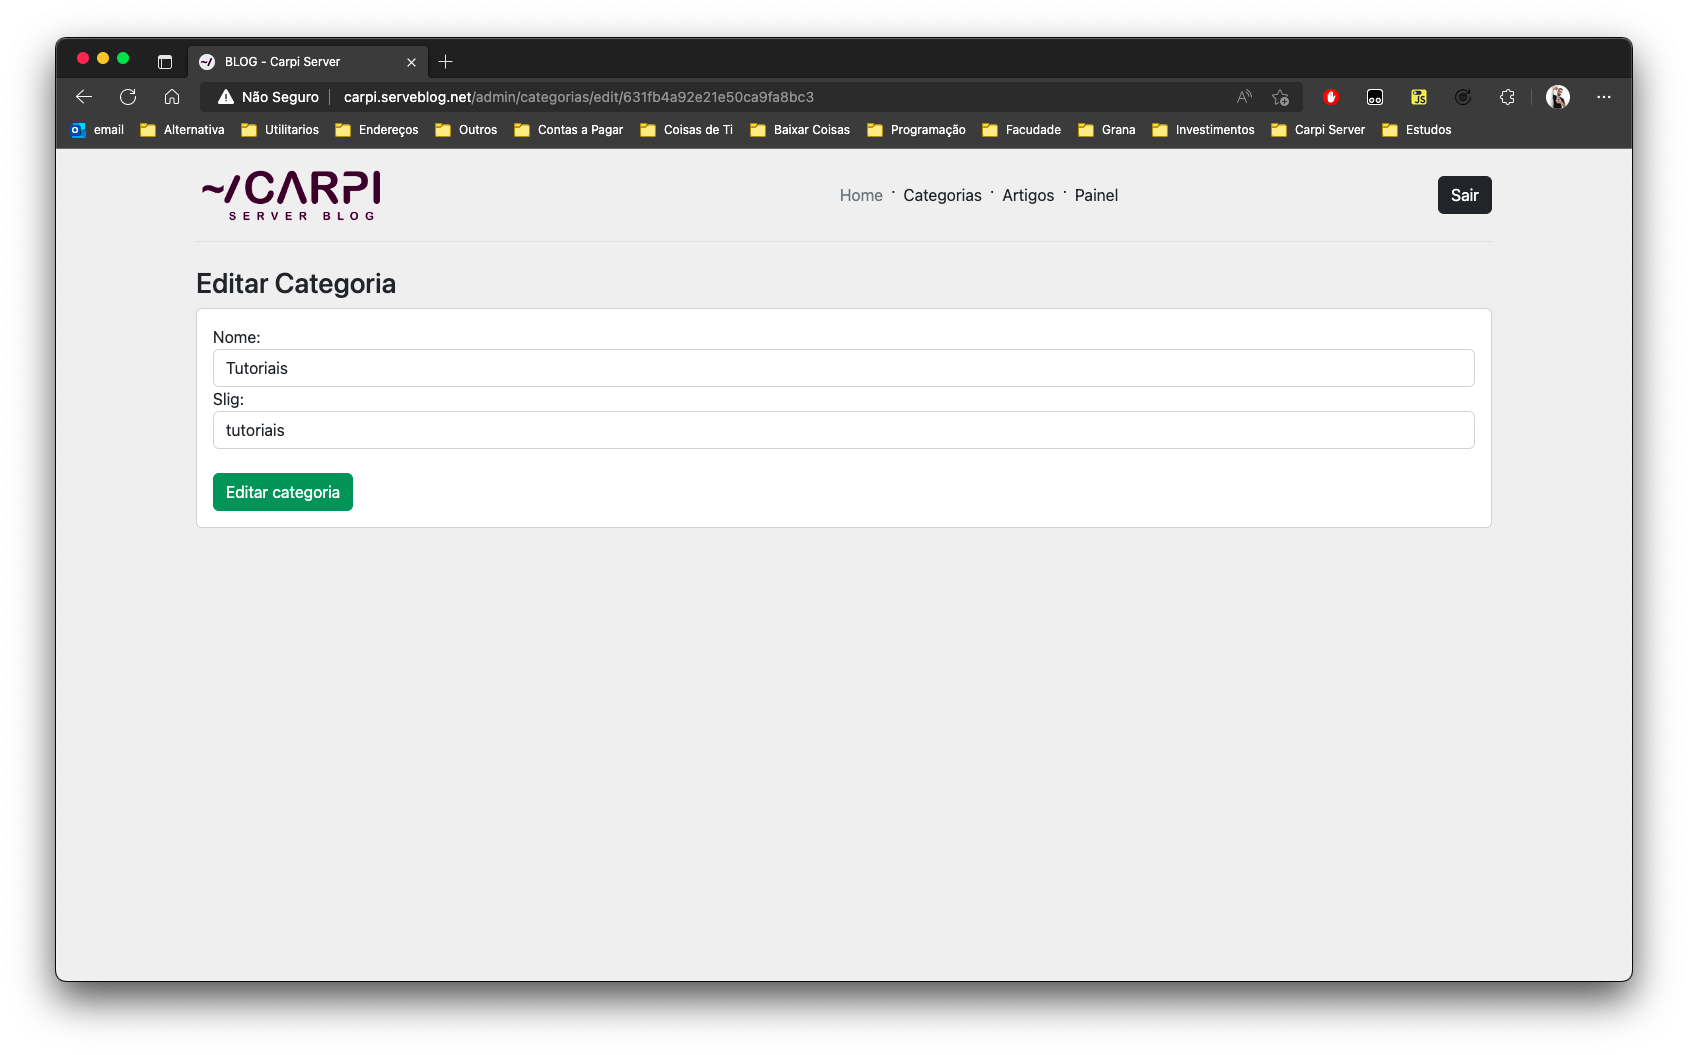 BLOG - Carpi Server
Não Seguro carpi.serveblog.net/admin/categorias/edit/631fb4a92e21e50ca9fa8bc3
email Alternativa Utilitarios Endereços Outros Contas a Pagar Coisas de Ti Baixar Coisas Programação Facudade Grana Investimentos Carpi Server Estudos
~/CARPI
SERVER BLOG
Home · Categorias · Artigos · Painel
Sair
Editar Categoria
Nome:
Tutoriais
Slig:
tutoriais
Editar categoria